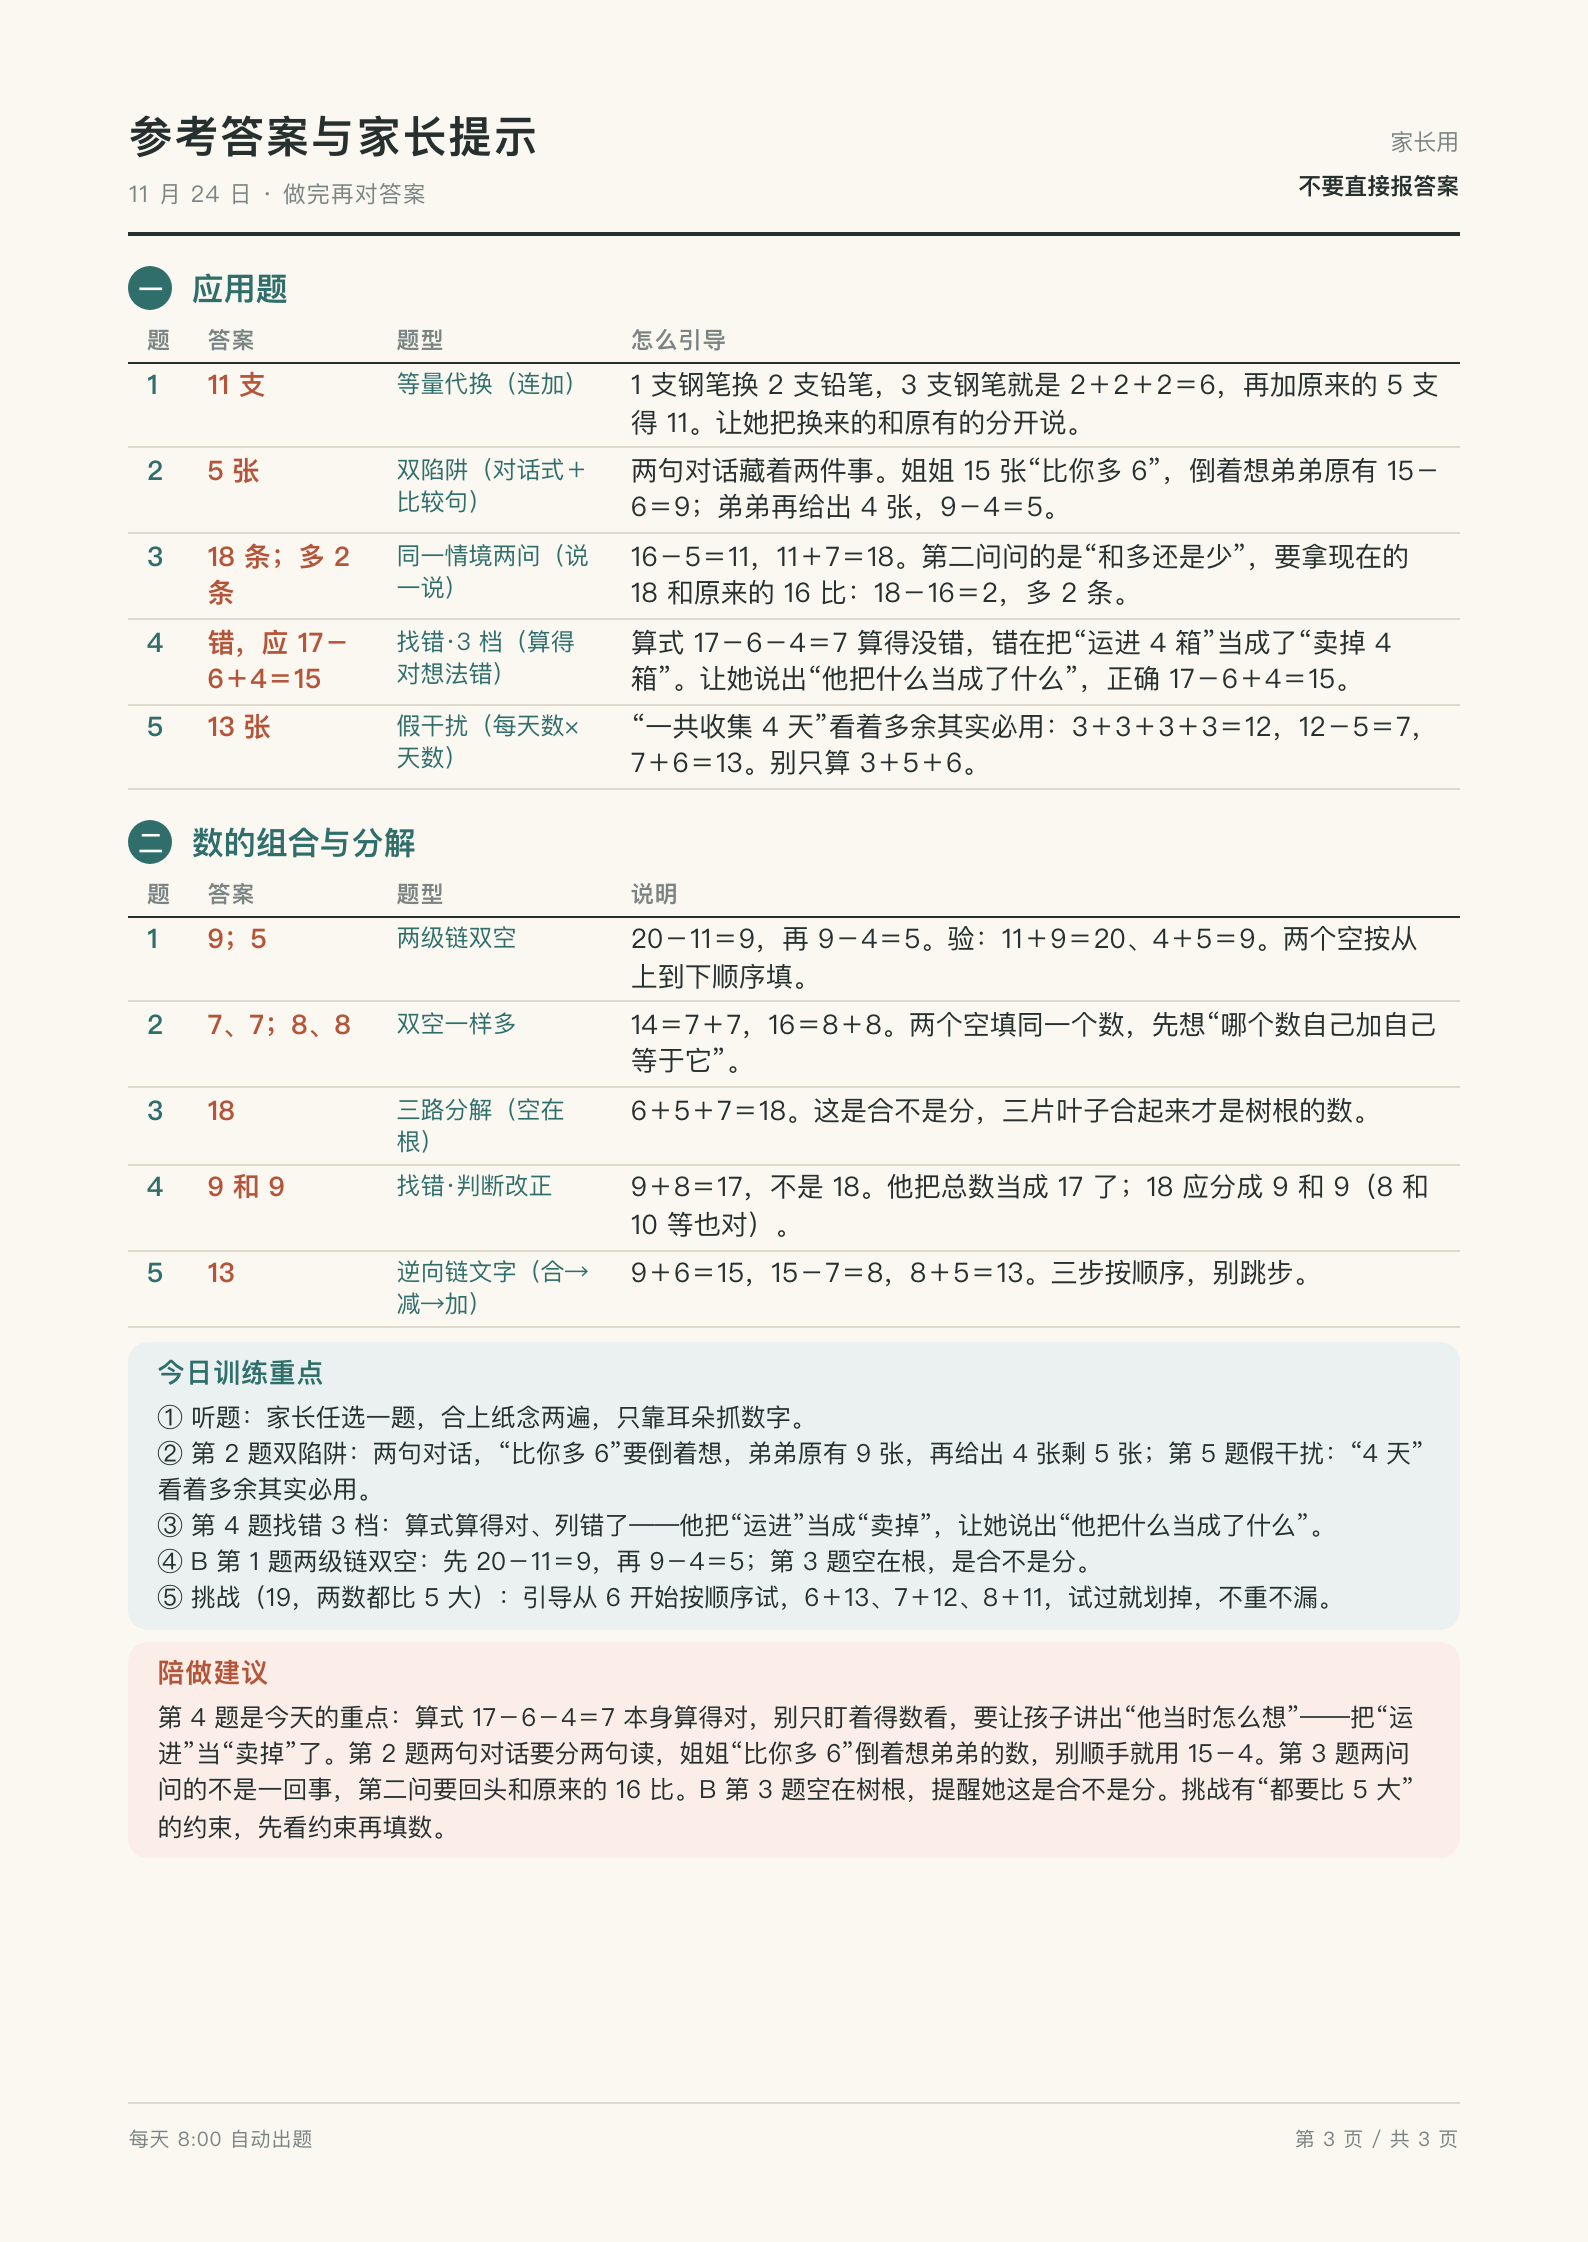 参考答案与家长提示
家长用
11 月 24 日 · 做完再对答案
不要直接报答案
一 应用题
题 答案 题型 怎么引导
1 11 支 等量代换（连加） 1 支钢笔换 2 支铅笔，3 支钢笔就是 2＋2＋2＝6，再加原来的 5 支
得 11。让她把换来的和原有的分开说。
2 5 张 双陷阱（对话式＋ 两句对话藏着两件事。姐姐 15 张“比你多 6”，倒着想弟弟原有 15－
比较句） 6＝9；弟弟再给出 4 张，9－4＝5。
3 18 条；多 2 同一情境两问（说 16－5＝11，11＋7＝18。第二问问的是“和多还是少”，要拿现在的
条 一说） 18 和原来的 16 比：18－16＝2，多 2 条。
4 错，应 17－ 找错·3 档（算得 算式 17－6－4＝7 算得没错，错在把“运进 4 箱”当成了“卖掉 4
6＋4＝15 对想法错） 箱”。让她说出“他把什么当成了什么”，正确 17－6＋4＝15。
5 13 张 假干扰（每天数× “一共收集 4 天”看着多余其实必用：3＋3＋3＋3＝12，12－5＝7，
天数） 7＋6＝13。别只算 3＋5＋6。
二 数的组合与分解
题 答案 题型 说明
1 9；5 两级链双空 20－11＝9，再 9－4＝5。验：11＋9＝20、4＋5＝9。两个空按从
上到下顺序填。
2 7、7；8、8 双空一样多 14＝7＋7，16＝8＋8。两个空填同一个数，先想“哪个数自己加自己
等于它”。
3 18 三路分解（空在 6＋5＋7＝18。这是合不是分，三片叶子合起来才是树根的数。
根）
4 9 和 9 找错·判断改正 9＋8＝17，不是 18。他把总数当成 17 了；18 应分成 9 和 9（8 和
10 等也对）。
5 13 逆向链文字（合→ 9＋6＝15，15－7＝8，8＋5＝13。三步按顺序，别跳步。
减→加）
今日训练重点
① 听题：家长任选一题，合上纸念两遍，只靠耳朵抓数字。
② 第 2 题双陷阱：两句对话，“比你多 6”要倒着想，弟弟原有 9 张，再给出 4 张剩 5 张；第 5 题假干扰：“4 天”
看着多余其实必用。
③ 第 4 题找错 3 档：算式算得对、列错了——他把“运进”当成“卖掉”，让她说出“他把什么当成了什么”。
④ B 第 1 题两级链双空：先 20－11＝9，再 9－4＝5；第 3 题空在根，是合不是分。
⑤ 挑战（19，两数都比 5 大）：引导从 6 开始按顺序试，6+13、7+12、8+11，试过就划掉，不重不漏。
陪做建议
第 4 题是今天的重点：算式 17－6－4＝7 本身算得对，别只盯着得数看，要让孩子讲出“他当时怎么想”——把“运
进”当“卖掉”了。第 2 题两句对话要分两句读，姐姐“比你多 6”倒着想弟弟的数，别顺手就用 15－4。第 3 题两问
问的不是一回事，第二问要回头和原来的 16 比。B 第 3 题空在树根，提醒她这是合不是分。挑战有“都要比 5 大”
的约束，先看约束再填数。
每天 8:00 自动出题
第 3 页 / 共 3 页